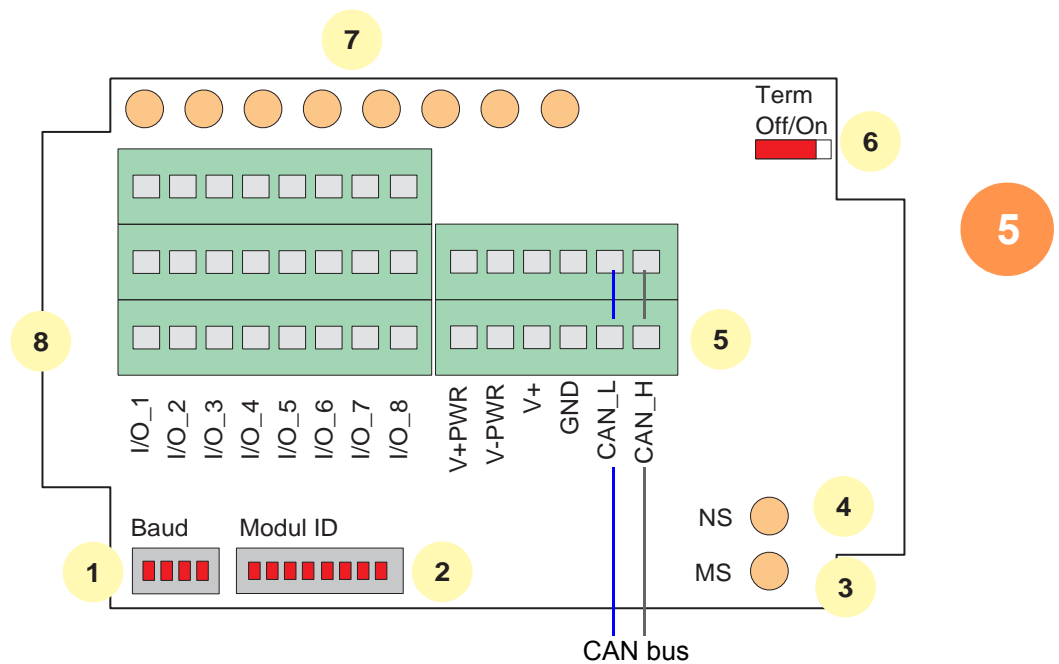 7
Term
Off/On
6
5
8
5
I/O_1
I/O_2
I/O_3
I/O_4
I/O_5
I/O_6
I/O_7
I/O_8
V+PWR
V-PWR
V+
GND
CAN_L
CAN_H
Baud
Modul ID
NS
4
1
2
MS
3
CAN bus